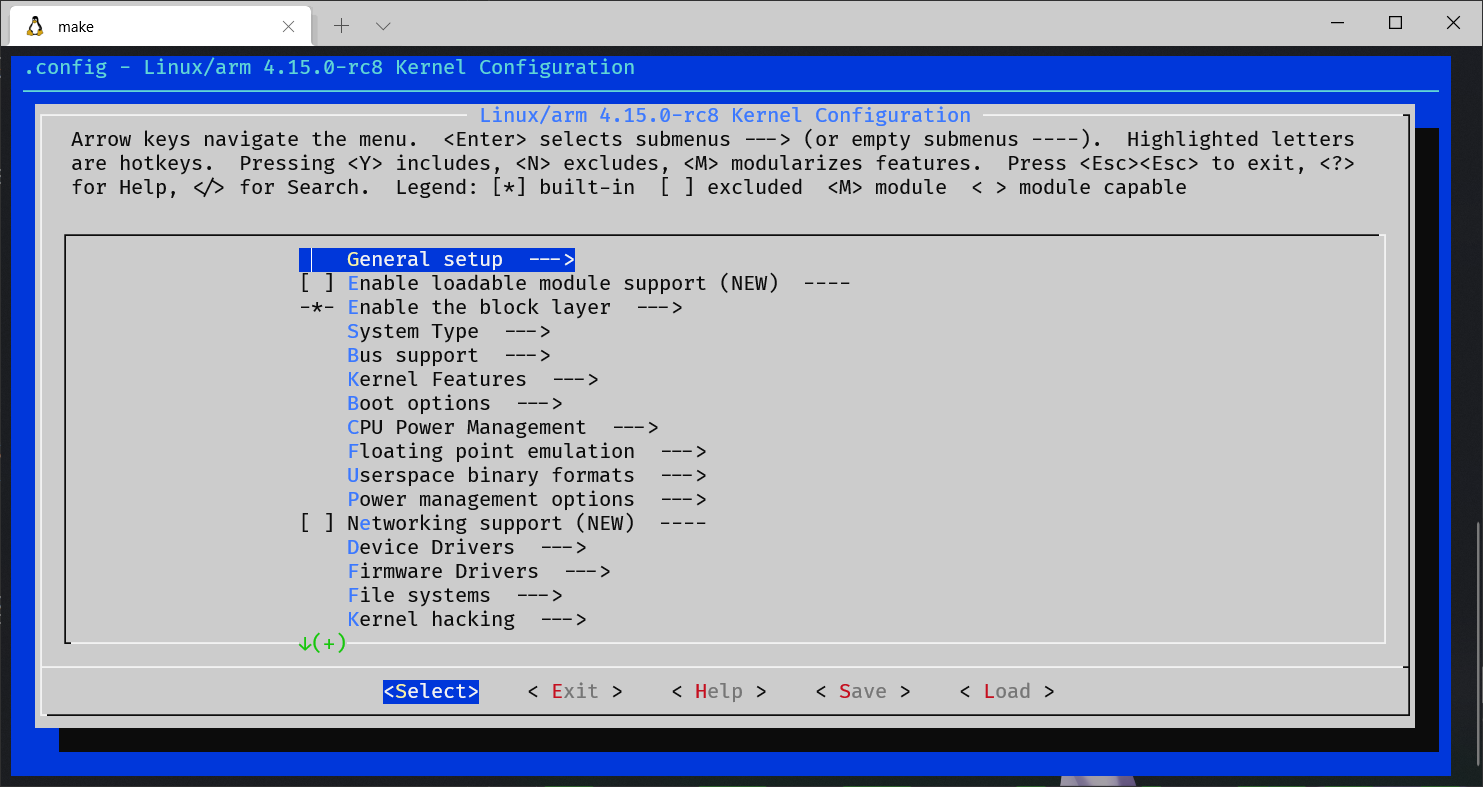 make
.config - Linux/arm 4.15.0-rc8 Kernel Configuration
Linux/arm 4.15.0-rc8 Kernel Configuration
Arrow keys navigate the menu.  <Enter> selects submenus ---> (or empty submenus ----).  Highlighted letters
are hotkeys.  Pressing <Y> includes, <N> excludes, <M> modularizes features.  Press <Esc><Esc> to exit, <?>
for Help, </> for Search.  Legend: [*] built-in  [ ] excluded  <M> module  < > module capable
General setup  --->
[ ] Enable loadable module support (NEW)  ----
-*- Enable the block layer  --->
System Type  --->
Bus support  --->
Kernel Features  --->
Boot options  --->
CPU Power Management  --->
Floating point emulation  --->
Userspace binary formats  --->
Power management options  --->
[ ] Networking support (NEW)  ----
Device Drivers  --->
Firmware Drivers  --->
File systems  --->
Kernel hacking  --->
↓(+)
<Select>    < Exit >    < Help >    < Save >    < Load >